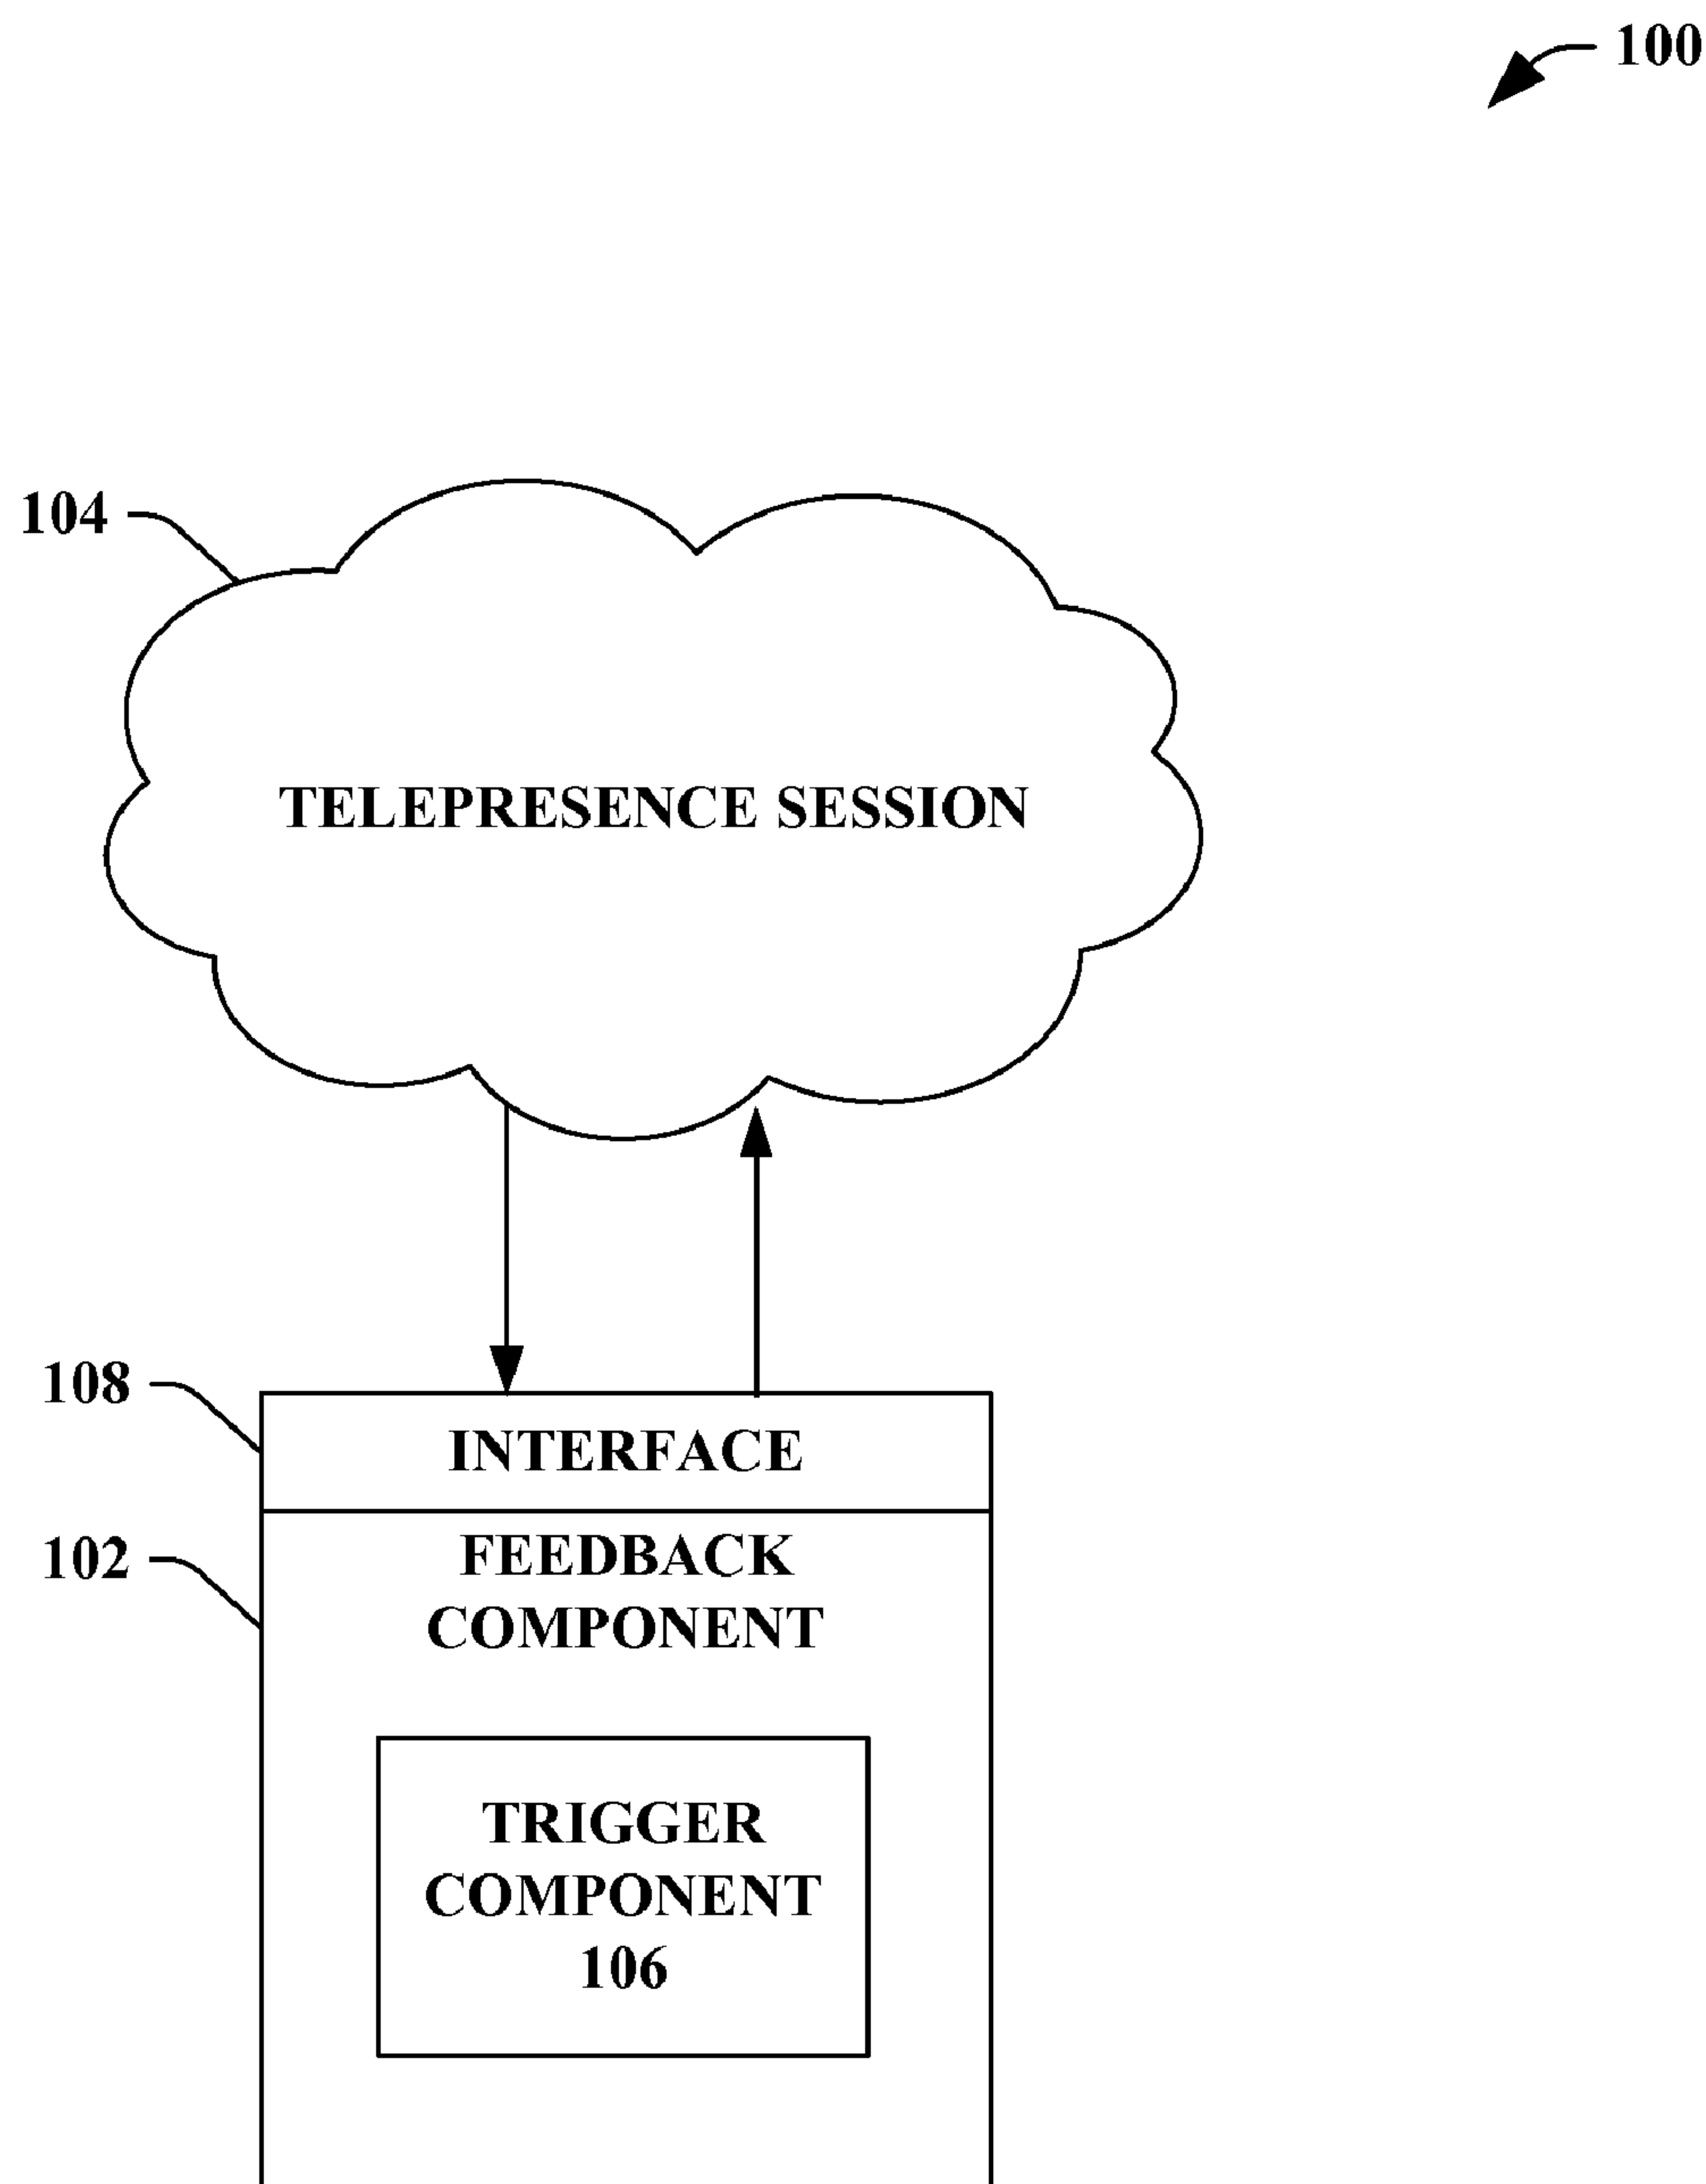 100
104
TELEPRESENCE SESSION
108
INTERFACE
102
FEEDBACK
COMPONENT
TRIGGER
COMPONENT
106